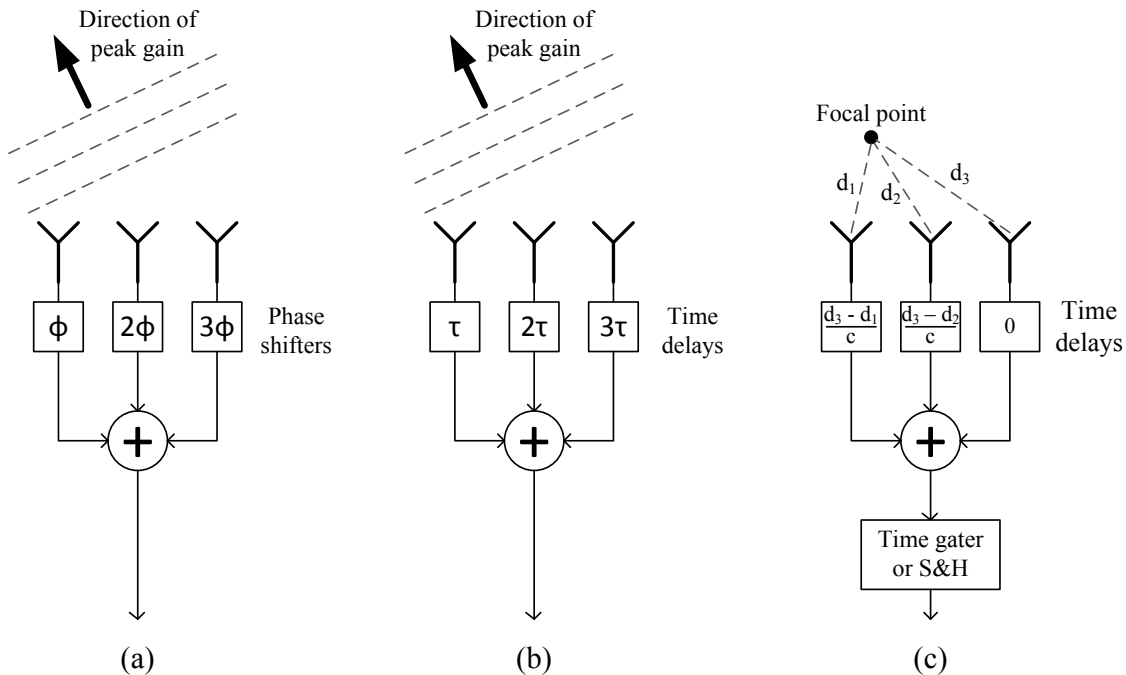 Direction of
peak gain
ϕ
2ϕ
3ϕ
Phase
shifters
+
(a)
Direction of
peak gain
τ
2τ
3τ
Time
delays
+
(b)
Focal point
d₁
d₂
d₃
d₃ - d₁
c
d₃ – d₂
c
0
Time
delays
+
Time gater
or S&H
(c)